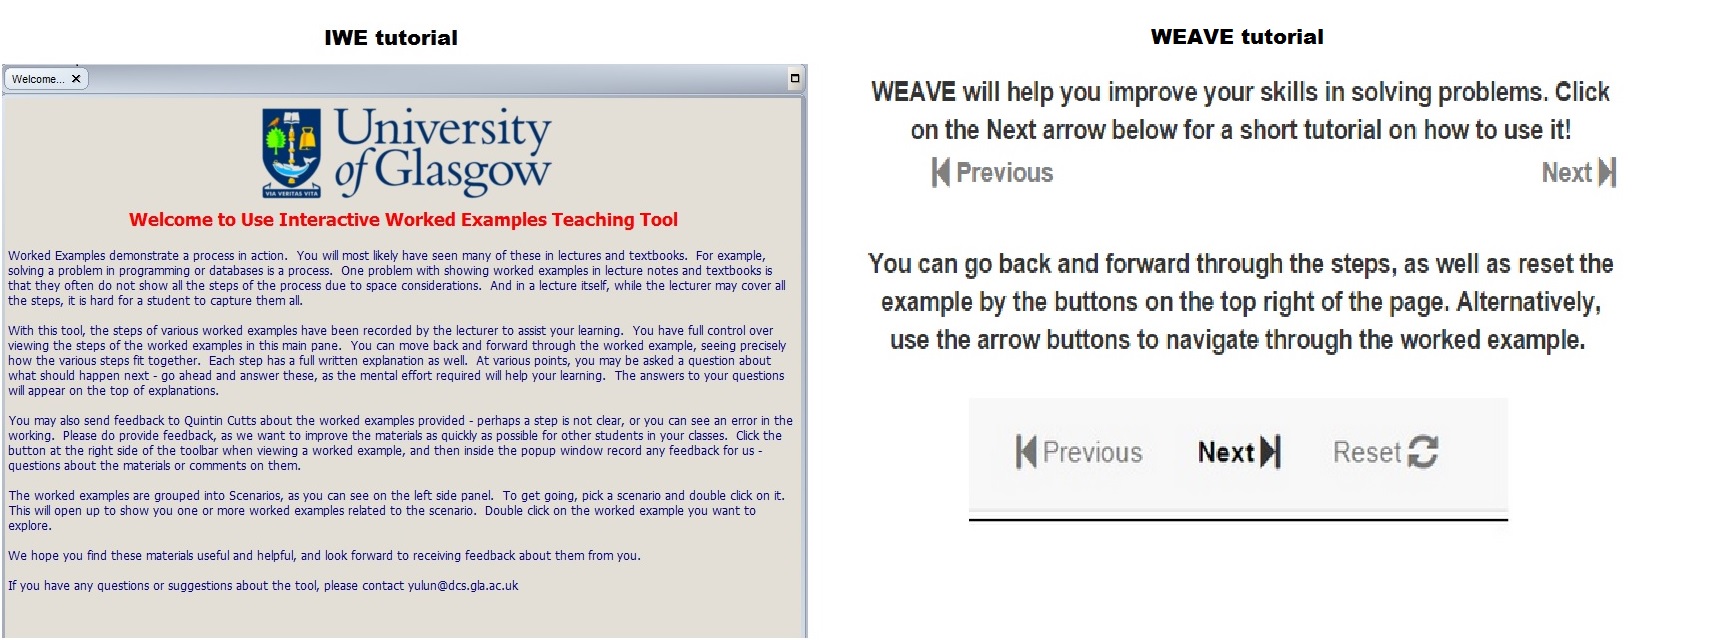 IWE tutorial
Welcome...
University
of Glasgow
VIA VERITAS VITA
Welcome to Use Interactive Worked Examples Teaching Tool
Worked Examples demonstrate a process in action. You will most likely have seen many of these in lectures and textbooks. For example,
solving a problem in programming or databases is a process. One problem with showing worked examples in lecture notes and textbooks is
that they often do not show all the steps of the process due to space considerations. And in a lecture itself, while the lecturer may cover all
the steps, it is hard for a student to capture them all.
With this tool, the steps of various worked examples have been recorded by the lecturer to assist your learning. You have full control over
viewing the steps of the worked examples in this main pane. You can move back and forward through the worked example, seeing precisely
how the various steps fit together. Each step has a full written explanation as well. At various points, you may be asked a question about
what should happen next - go ahead and answer these, as the mental effort required will help your learning. The answers to your questions
will appear on the top of explanations.
You may also send feedback to Quintin Cutts about the worked examples provided - perhaps a step is not clear, or you can see an error in the
working. Please do provide feedback, as we want to improve the materials as quickly as possible for other students in your classes. Click the
button at the right side of the toolbar when viewing a worked example, and then inside the popup window record any feedback for us -
questions about the materials or comments on them.
The worked examples are grouped into Scenarios, as you can see on the left side panel. To get going, pick a scenario and double click on it.
This will open up to show you one or more worked examples related to the scenario. Double click on the worked example you want to
explore.
We hope you find these materials useful and helpful, and look forward to receiving feedback about them from you.
If you have any questions or suggestions about the tool, please contact yulun@dcs.gla.ac.uk
WEAVE tutorial
WEAVE will help you improve your skills in solving problems. Click
on the Next arrow below for a short tutorial on how to use it!
Previous Next
You can go back and forward through the steps, as well as reset the
example by the buttons on the top right of the page. Alternatively,
use the arrow buttons to navigate through the worked example.
Previous Next Reset